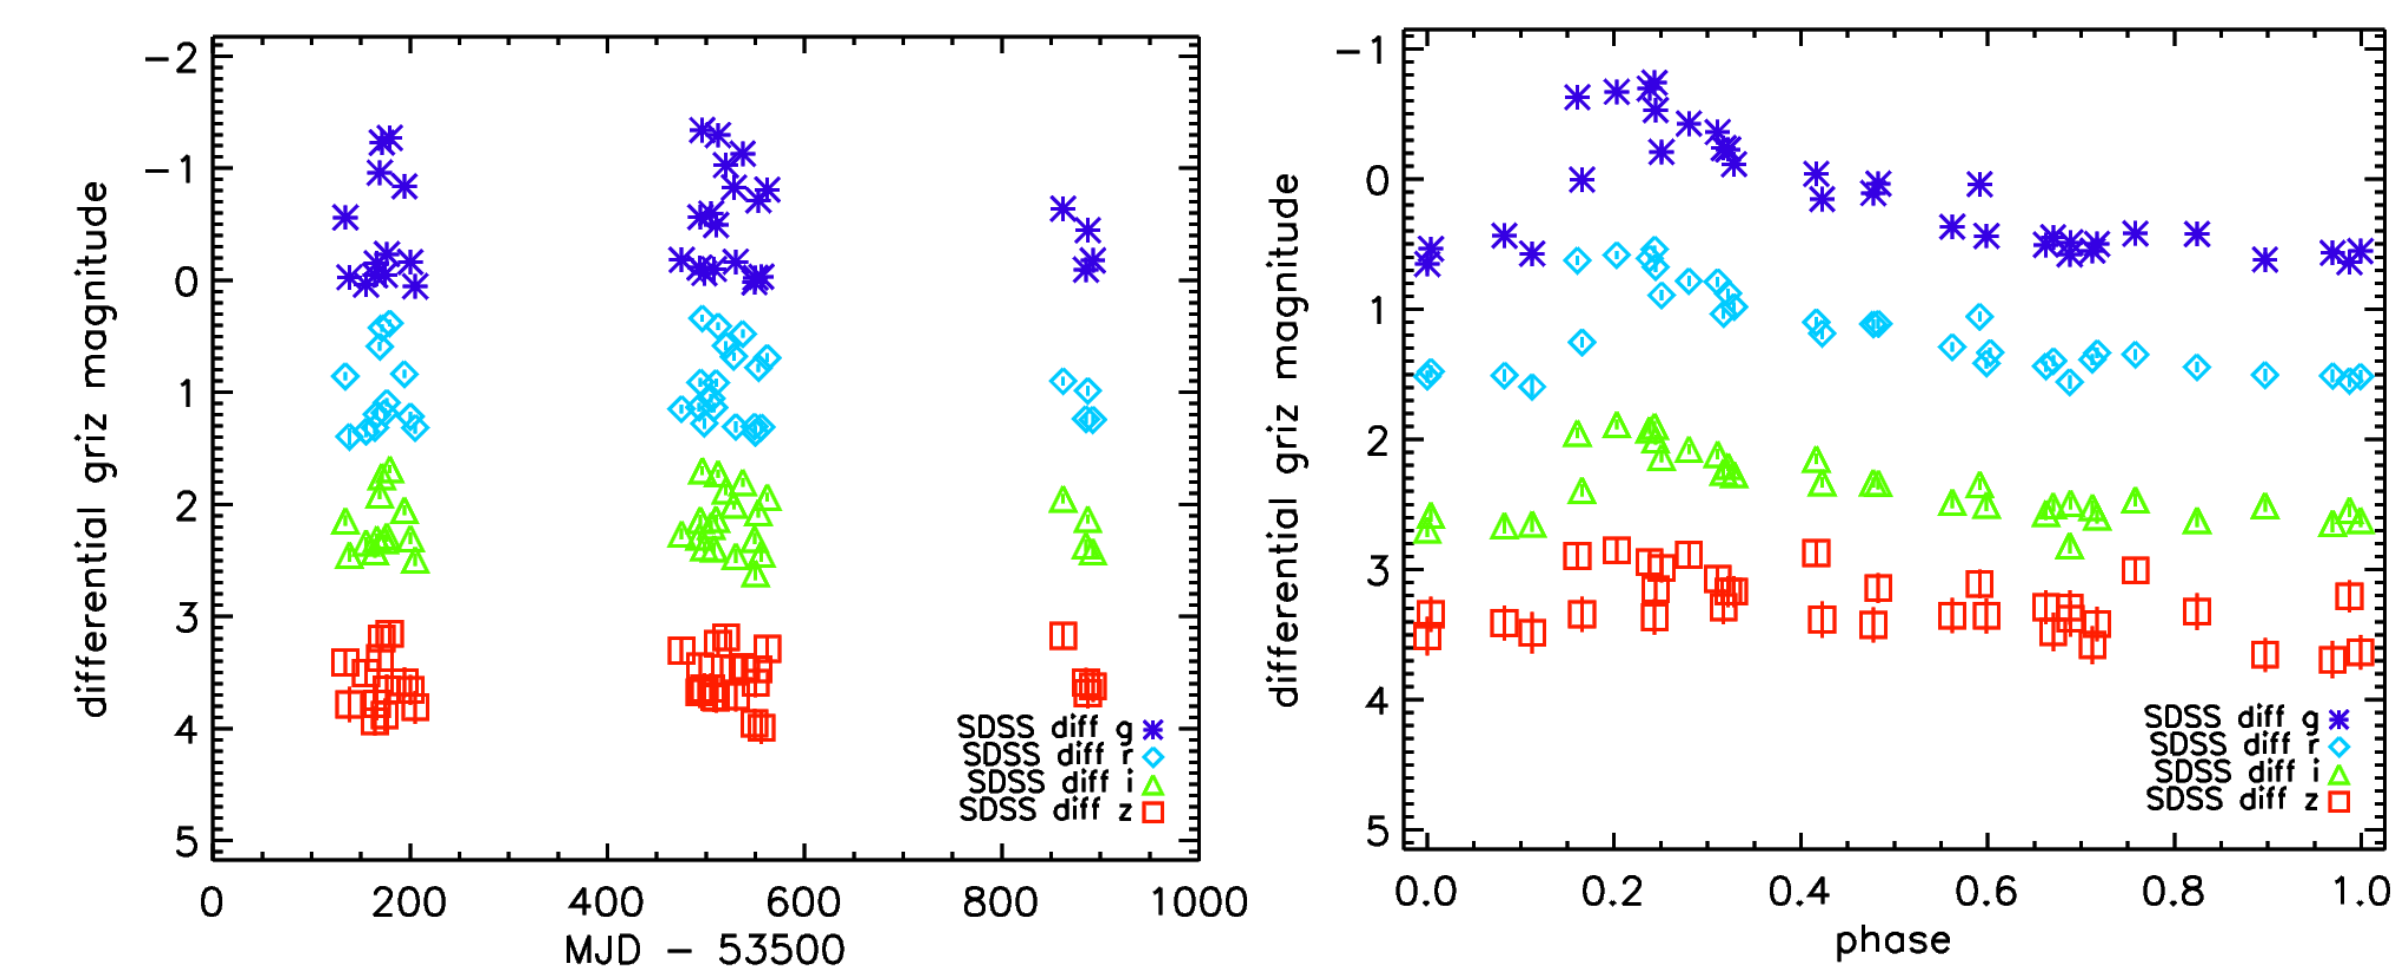 differential griz magnitude
−2
−1
0
1
2
3
4
5
SDSS diff g
SDSS diff r
SDSS diff i
SDSS diff z
0 200 400 600 800 1000
MJD − 53500
differential griz magnitude
−1
0
1
2
3
4
5
SDSS diff g
SDSS diff r
SDSS diff i
SDSS diff z
0.0 0.2 0.4 0.6 0.8 1.0
phase